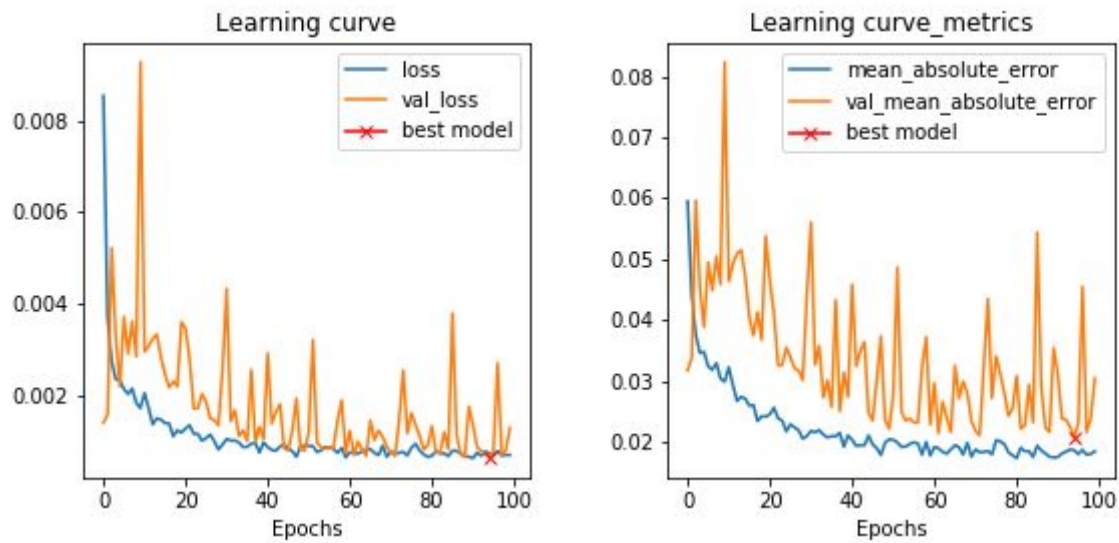 Learning curve
loss
val_loss
best model
0.008
0.006
0.004
0.002
0 20 40 60 80 100
Epochs
Learning curve_metrics
mean_absolute_error
val_mean_absolute_error
best model
0.08
0.07
0.06
0.05
0.04
0.03
0.02
0 20 40 60 80 100
Epochs